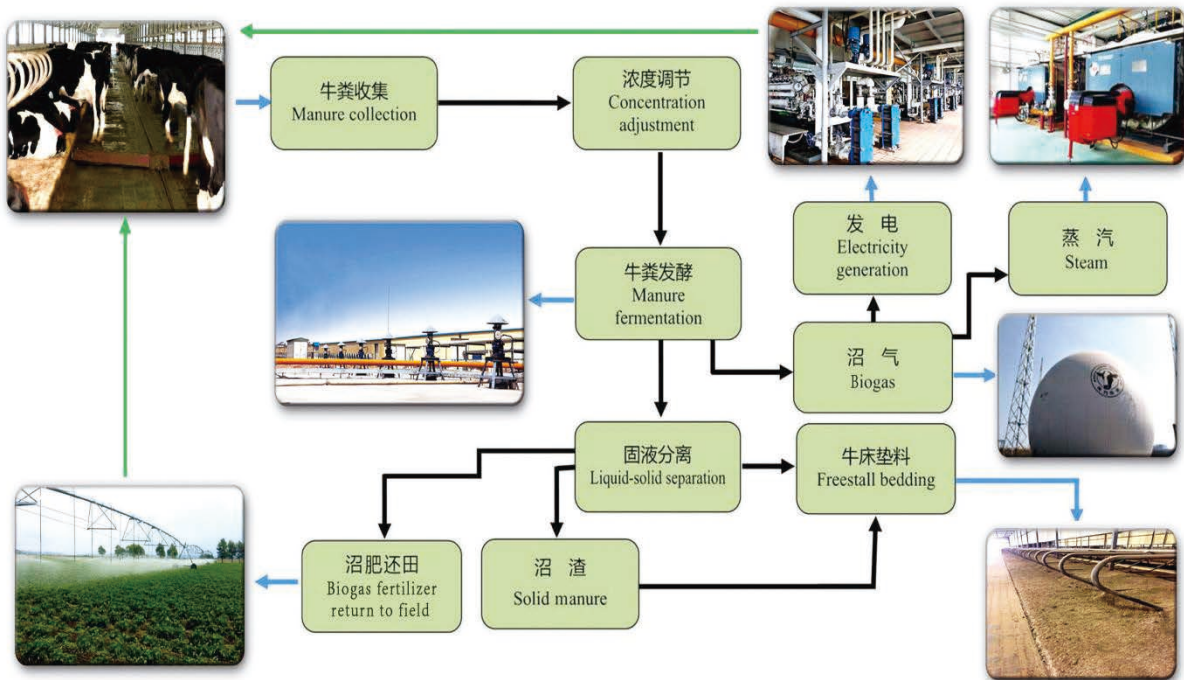 牛粪收集
Manure collection
浓度调节
Concentration
adjustment
发 电
Electricity
generation
蒸 汽
Steam
牛粪发酵
Manure
fermentation
沼 气
Biogas
固液分离
Liquid-solid separation
牛床垫料
Freestall bedding
沼肥还田
Biogas fertilizer
return to field
沼 渣
Solid manure